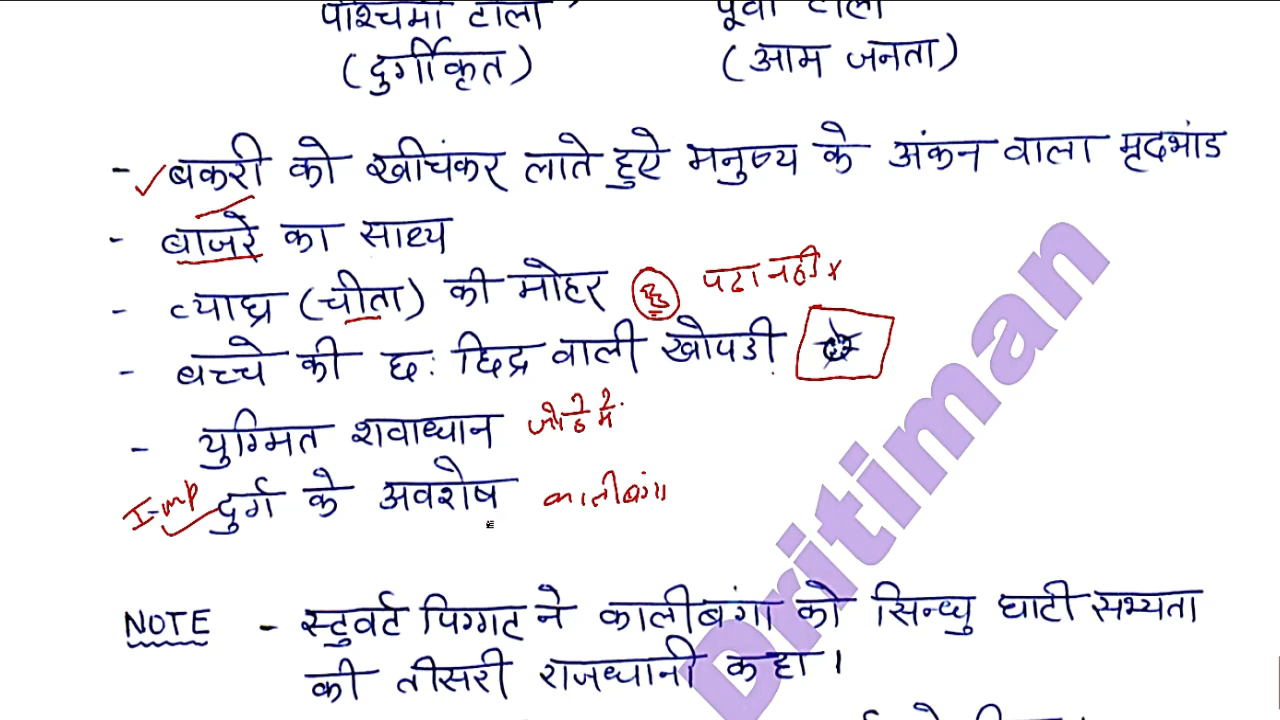 पश्चिमी टीला पूर्वी टीला
(दुर्गीकृत) (आम जनता)
- बकरी को खीचंकर लाते हुऐ मनुष्य के अंकन वाला मृदभांड
- बाजरे का साक्ष्य
- व्याघ्र (चीता) की मोहर पता नही x
- बच्चे की छ: छिद्र वाली खोपडी
- युग्मित शवाधान
I-mp दुर्ग के अवशेष कालीबंगा
NOTE - स्टुवर्ट पिग्गट ने कालीबंगा को सिन्धु घाटी सभ्यता
की तीसरी राजधानी कहा।
Dritiman